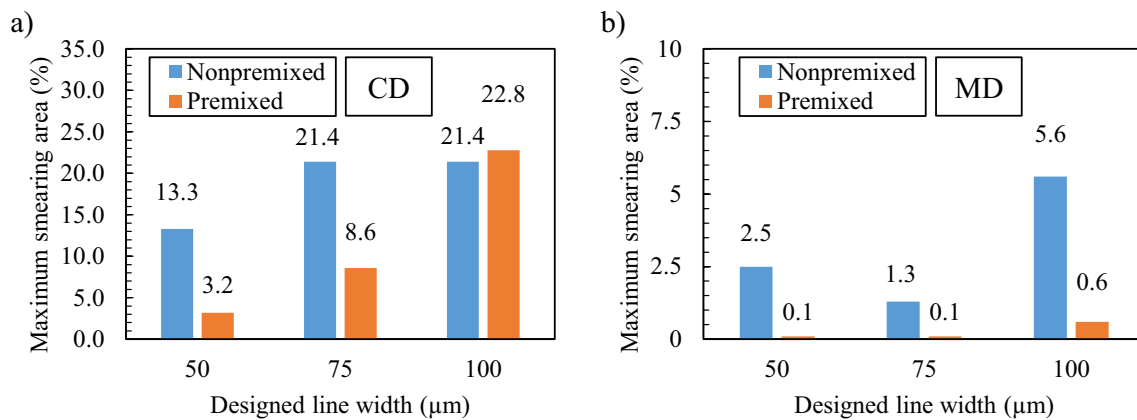 a)
Maximum smearing area (%)
35.0
30.0
25.0
20.0
15.0
10.0
5.0
0.0
Nonpremixed
Premixed
CD
13.3
3.2
21.4
8.6
21.4
22.8
50
75
100
Designed line width (µm)
b)
Maximum smearing area (%)
10
7.5
5
2.5
0
Nonpremixed
Premixed
MD
2.5
0.1
1.3
0.1
5.6
0.6
50
75
100
Designed line width (µm)